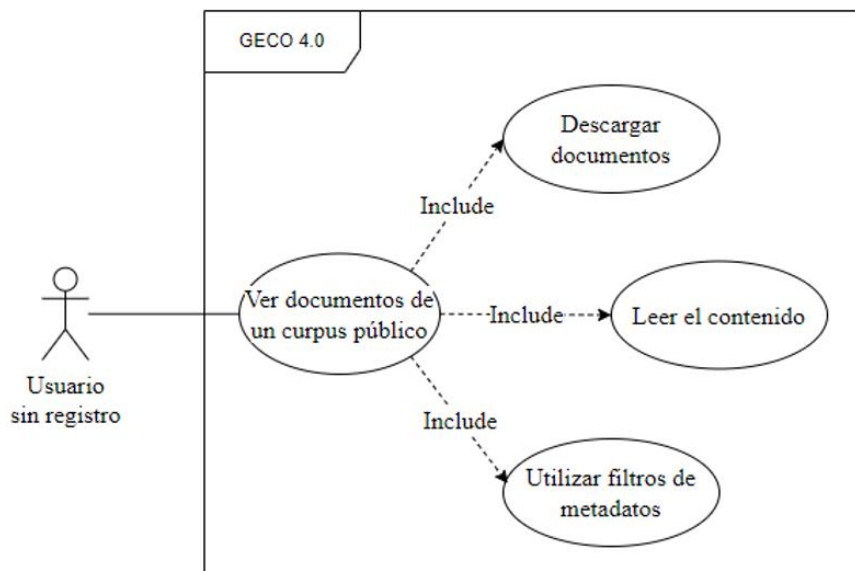 GECO 4.0
Descargar
documentos
Include
Ver documentos de
un curpus público
Include
Leer el contenido
Usuario
sin registro
Include
Utilizar filtros de
metadatos